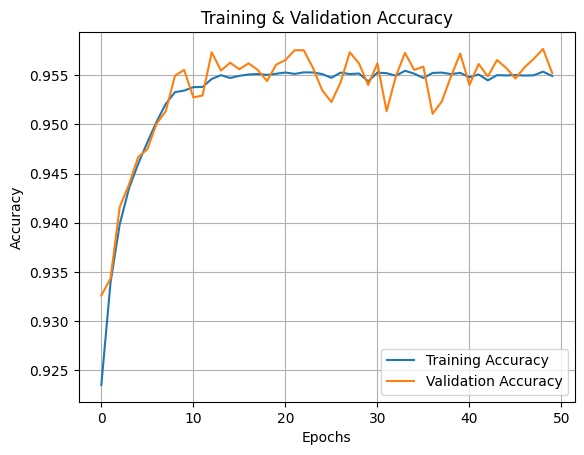 Training & Validation Accuracy
Accuracy
0.955
0.950
0.945
0.940
0.935
0.930
0.925
0 10 20 30 40 50
Epochs
Training Accuracy
Validation Accuracy